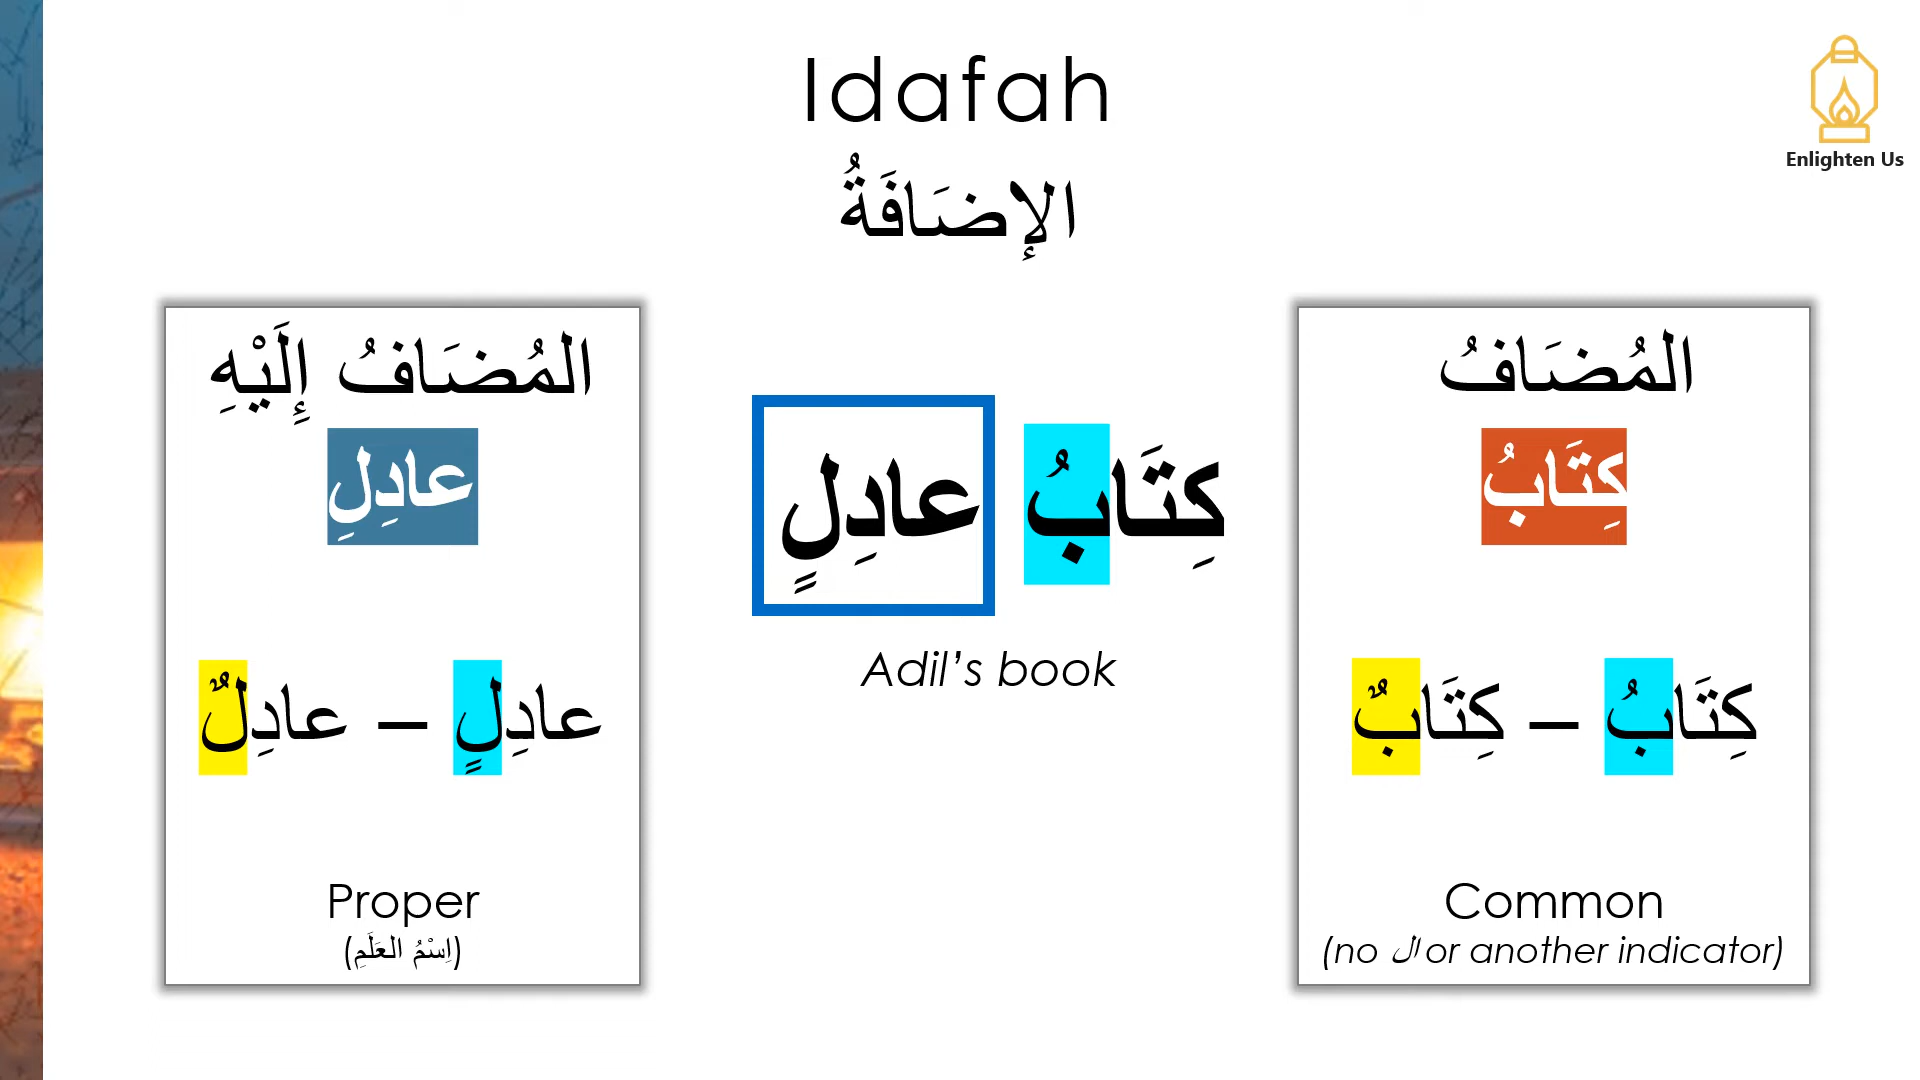 Idafah
الإضَافَةُ
Enlighten Us
المُضَافُ
كِتَابُ
كِتَابُ – كِتَابٌ
Common
(no ال or another indicator)
كِتَابُ عادِلٍ
Adil’s book
المُضَافُ إِلَيْهِ
عادِلِ
عادِلٍ – عادِلٌ
Proper
(اِسْمُ العَلَمِ)